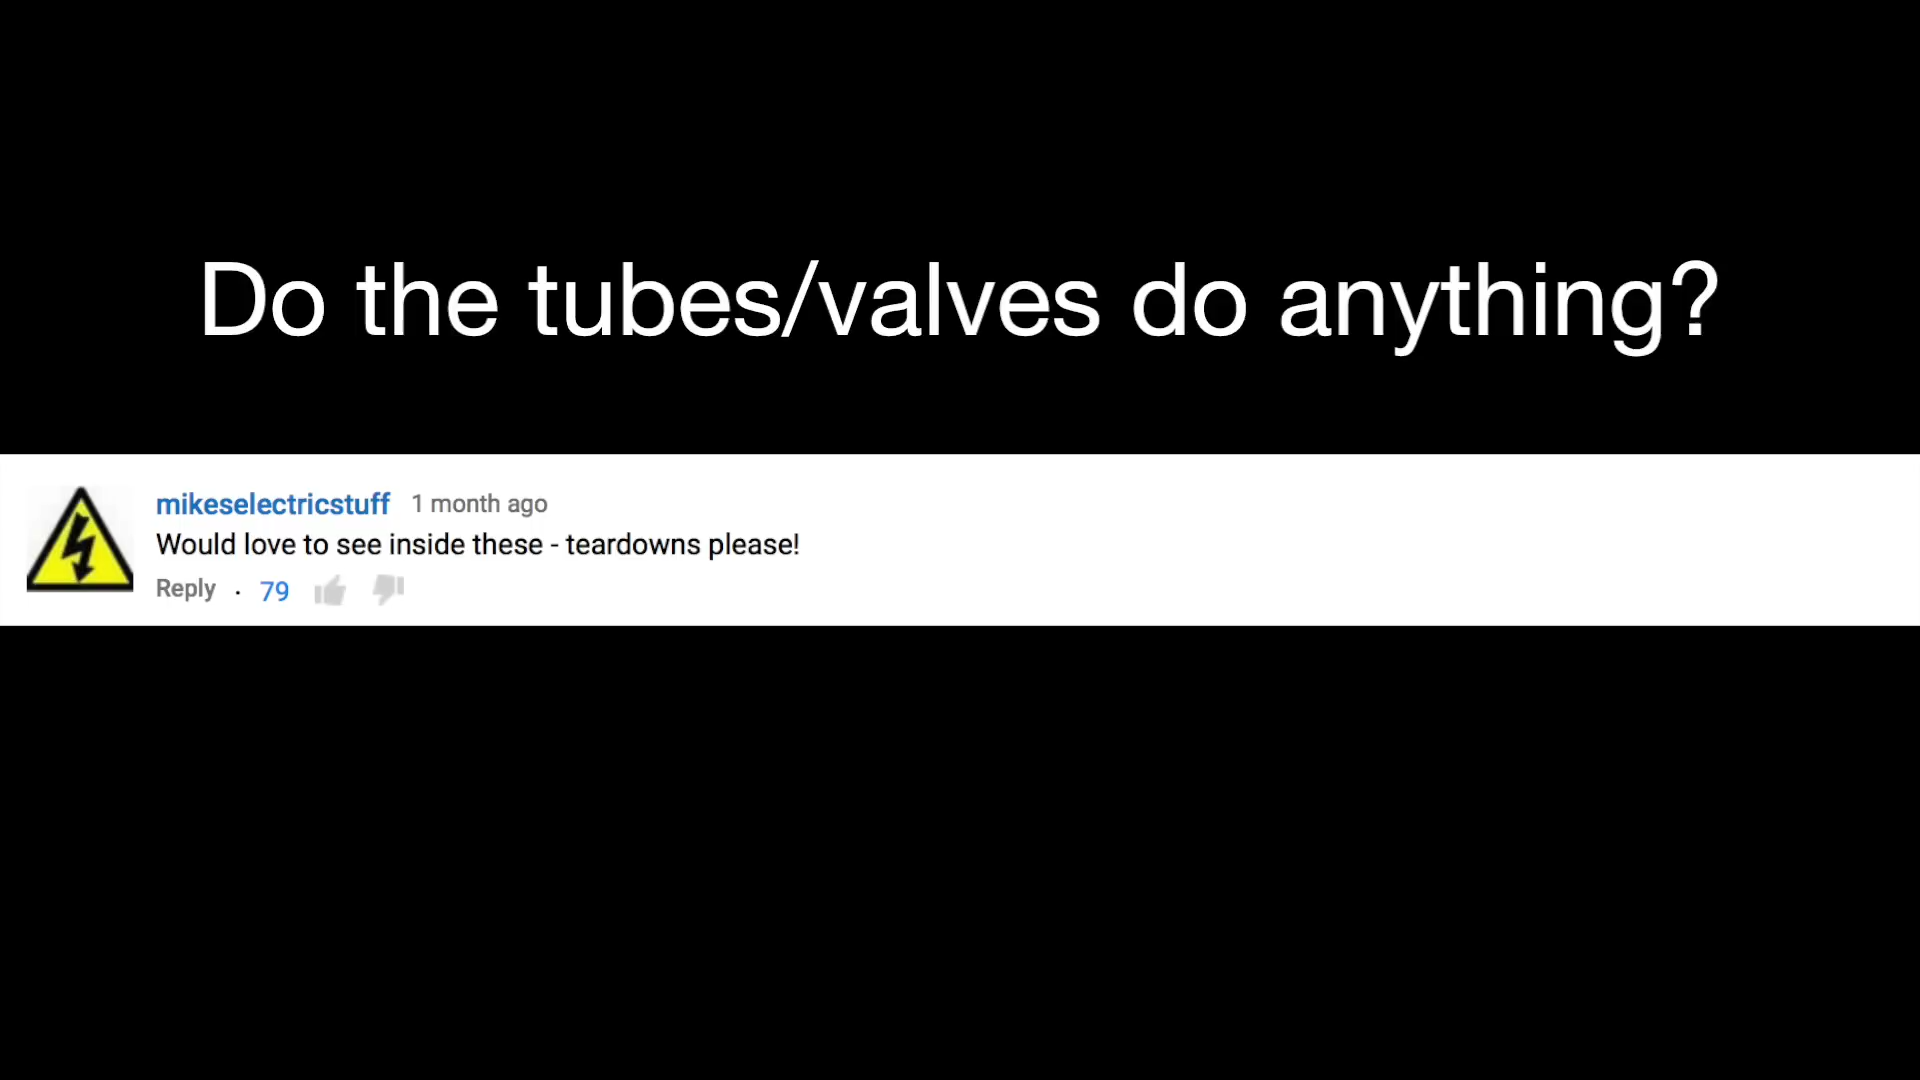 Do the tubes/valves do anything?
mikeselectricstuff 1 month ago
Would love to see inside these - teardowns please!
Reply · 79